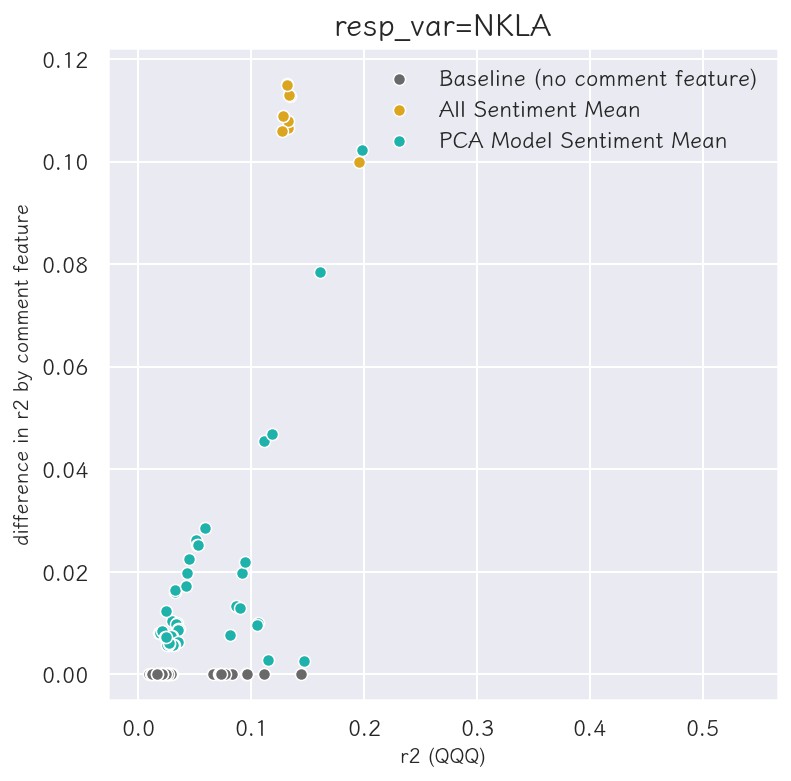 resp_var=NKLA
Baseline (no comment feature)
All Sentiment Mean
PCA Model Sentiment Mean
difference in r2 by comment feature
0.12
0.10
0.08
0.06
0.04
0.02
0.00
0.0 0.1 0.2 0.3 0.4 0.5
r2 (QQQ)